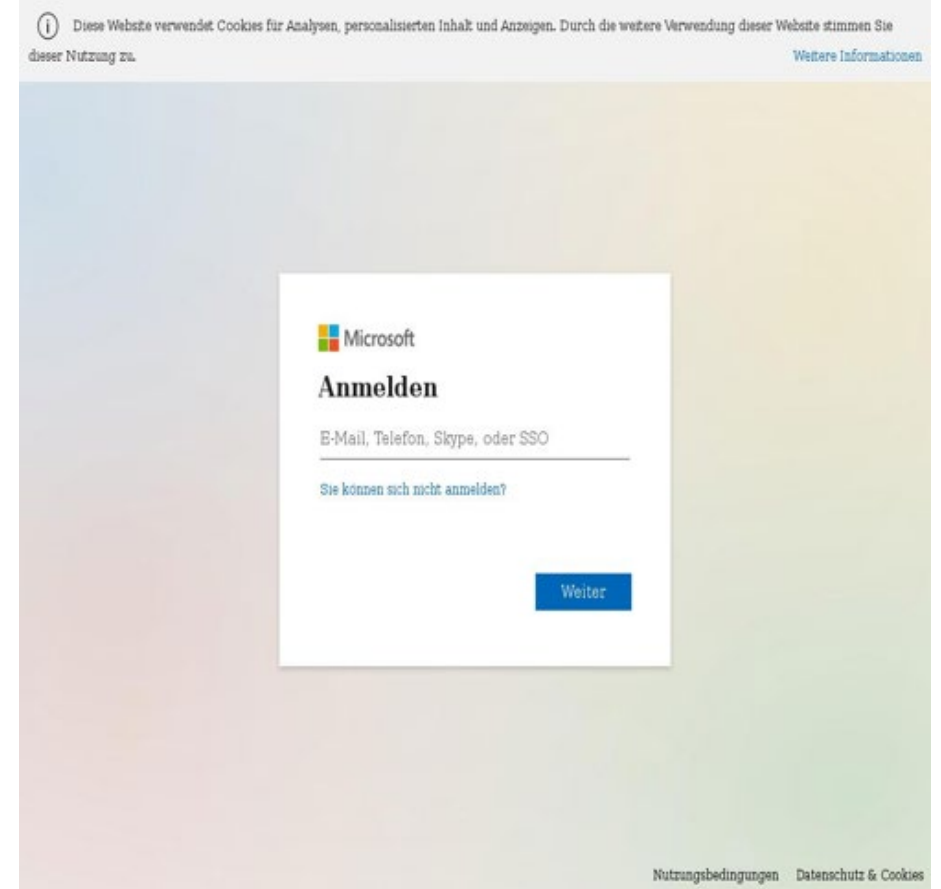 Diese Website verwendet Cookies für Analysen, personalisierten Inhalt und Anzeigen. Durch die weitere Verwendung dieser Website stimmen Sie
dieser Nutzung zu. Weitere Informationen
Microsoft
Anmelden
E-Mail, Telefon, Skype, oder SSO
Sie können sich nicht anmelden?
Weiter
Nutzungsbedingungen Datenschutz & Cookies